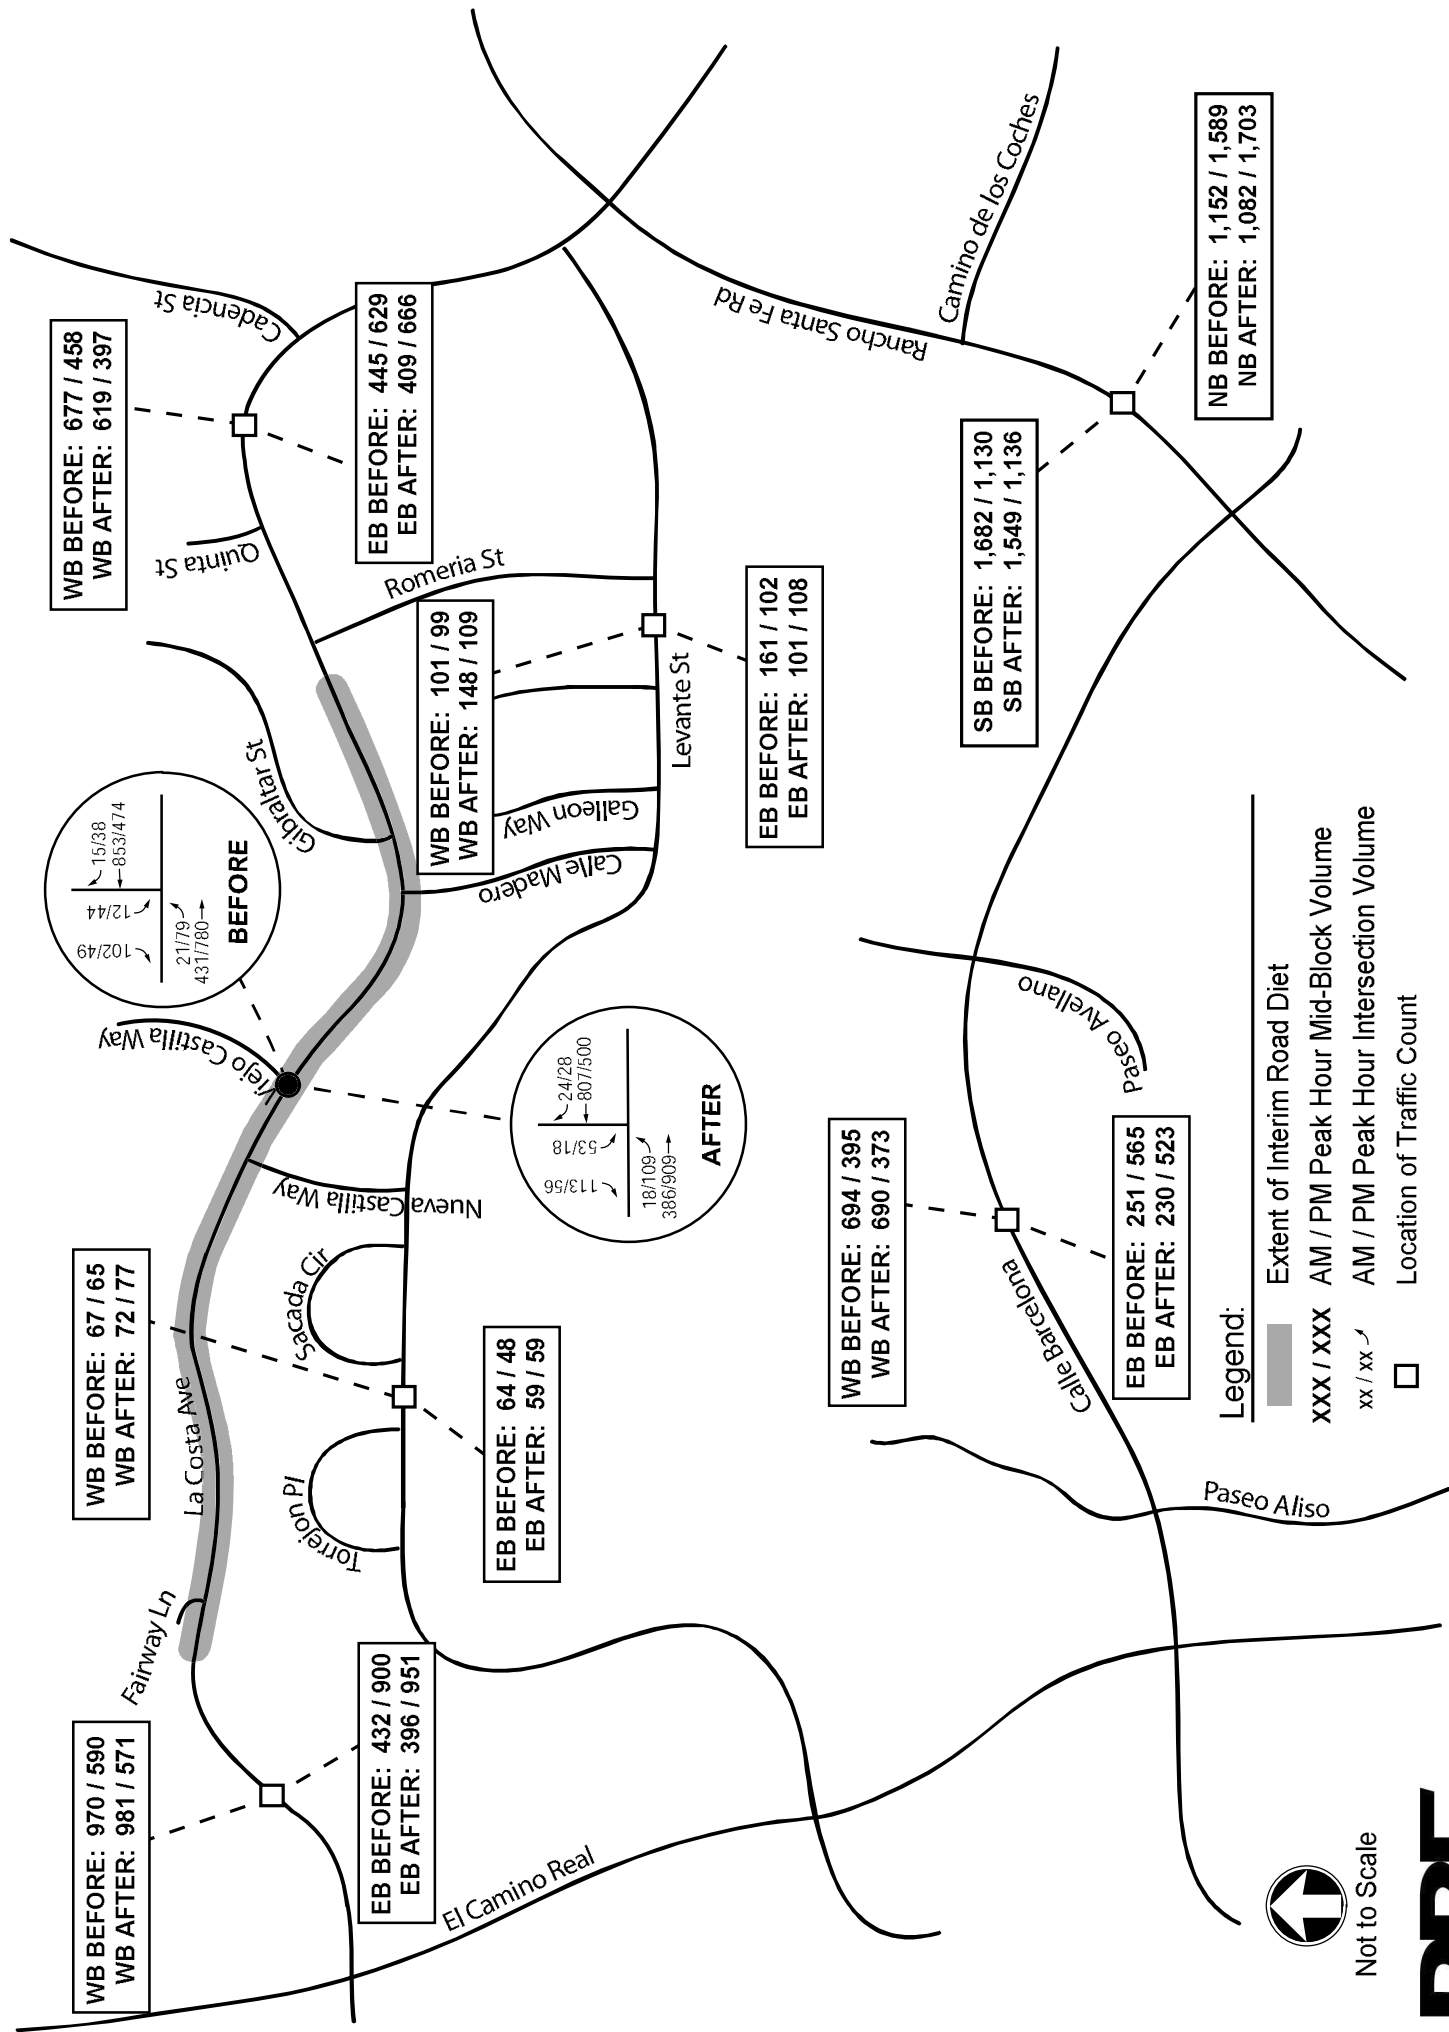 WB BEFORE: 970 / 590
WB AFTER: 981 / 571
Fairway Ln
WB BEFORE: 67 / 65
WB AFTER: 72 / 77
La Costa Ave
Viejo Castilla Way
102/49
12/44
15/38
853/474
21/79
431/780
BEFORE
Gibraltar St
Quinta St
WB BEFORE: 677 / 458
WB AFTER: 619 / 397
Cadencia St
EB BEFORE: 432 / 900
EB AFTER: 396 / 951
Torrejon Pl
Sacada Cir
Nueva Castilla Way
EB BEFORE: 64 / 48
EB AFTER: 59 / 59
El Camino Real
113/56
53/18
24/28
807/500
18/109
386/909
AFTER
Calle Madero
Galleon Way
WB BEFORE: 101 / 99
WB AFTER: 148 / 109
Romeria St
EB BEFORE: 445 / 629
EB AFTER: 409 / 666
Levante St
EB BEFORE: 161 / 102
EB AFTER: 101 / 108
Rancho Santa Fe Rd
Camino de los Coches
WB BEFORE: 694 / 395
WB AFTER: 690 / 373
Paseo Avellano
SB BEFORE: 1,682 / 1,130
SB AFTER: 1,549 / 1,136
Calle Barcelona
EB BEFORE: 251 / 565
EB AFTER: 230 / 523
NB BEFORE: 1,152 / 1,589
NB AFTER: 1,082 / 1,703
Paseo Aliso
Legend:
Extent of Interim Road Diet
XXX / XXX AM / PM Peak Hour Mid-Block Volume
xx / xx AM / PM Peak Hour Intersection Volume
Location of Traffic Count
Not to Scale